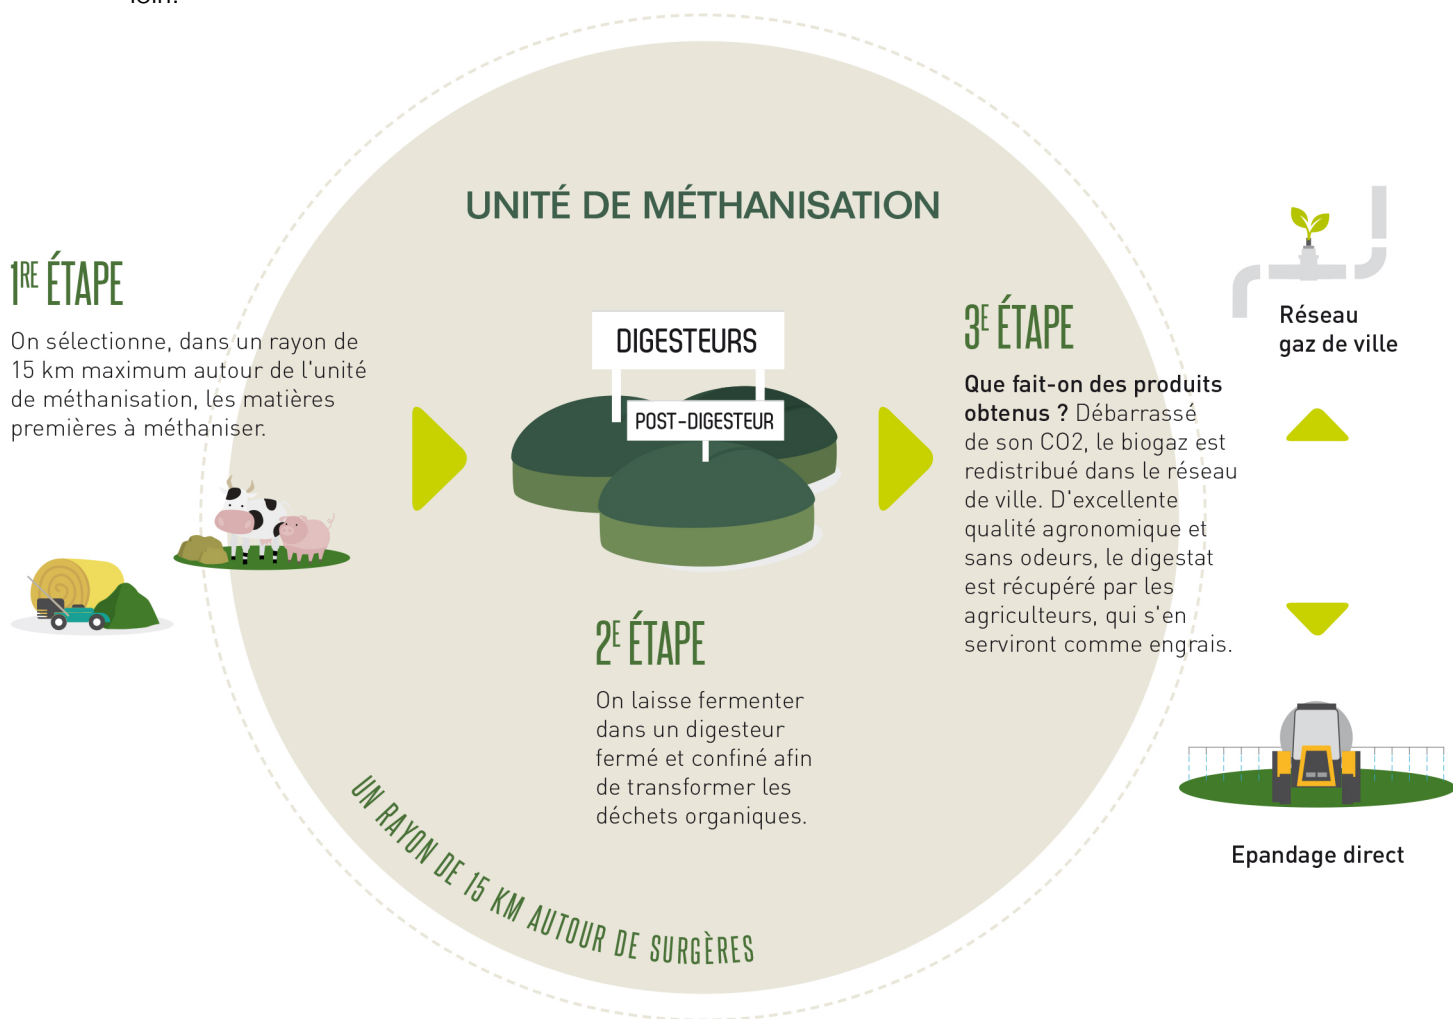 loin.
UNITÉ DE MÉTHANISATION
1RE ÉTAPE
On sélectionne, dans un rayon de
15 km maximum autour de l'unité
de méthanisation, les matières
premières à méthaniser.
DIGESTEURS
POST-DIGESTEUR
2E ÉTAPE
On laisse fermenter
dans un digesteur
fermé et confiné afin
de transformer les
déchets organiques.
3E ÉTAPE
Que fait-on des produits
obtenus ? Débarrassé
de son CO2, le biogaz est
redistribué dans le réseau
de ville. D'excellente
qualité agronomique et
sans odeurs, le digestat
est récupéré par les
agriculteurs, qui s'en
serviront comme engrais.
Réseau
gaz de ville
Epandage direct
UN RAYON DE 15 KM AUTOUR DE SURGÈRES